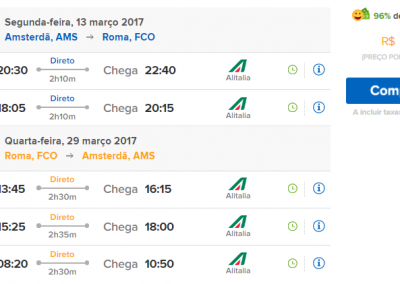 Segunda-feira, 13 março 2017
Amsterdã, AMS → Roma, FCO
20:30 Direto 2h10m Chega 22:40 Alitalia
18:05 Direto 2h10m Chega 20:15 Alitalia
Quarta-feira, 29 março 2017
Roma, FCO → Amsterdã, AMS
13:45 Direto 2h30m Chega 16:15 Alitalia
15:25 Direto 2h35m Chega 18:00 Alitalia
08:20 Direto 2h30m Chega 10:50 Alitalia
96% de
R$
(PREÇO PO
Com
A incluir taxas